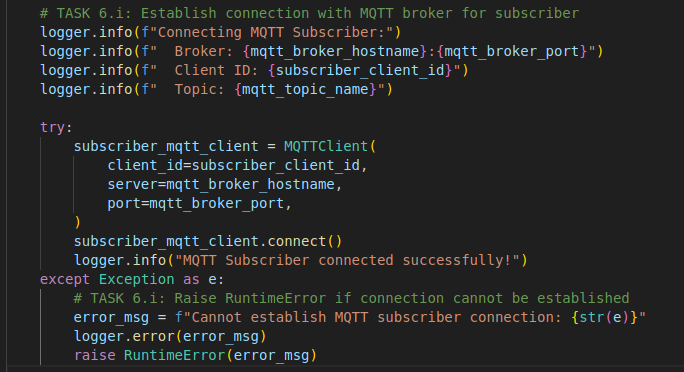 # TASK 6.i: Establish connection with MQTT broker for subscriber
logger.info(f"Connecting MQTT Subscriber:")
logger.info(f"  Broker: {mqtt_broker_hostname}:{mqtt_broker_port}")
logger.info(f"  Client ID: {subscriber_client_id}")
logger.info(f"  Topic: {mqtt_topic_name}")

try:
    subscriber_mqtt_client = MQTTClient(
        client_id=subscriber_client_id,
        server=mqtt_broker_hostname,
        port=mqtt_broker_port,
    )
    subscriber_mqtt_client.connect()
    logger.info("MQTT Subscriber connected successfully!")
except Exception as e:
    # TASK 6.i: Raise RuntimeError if connection cannot be established
    error_msg = f"Cannot establish MQTT subscriber connection: {str(e)}"
    logger.error(error_msg)
    raise RuntimeError(error_msg)